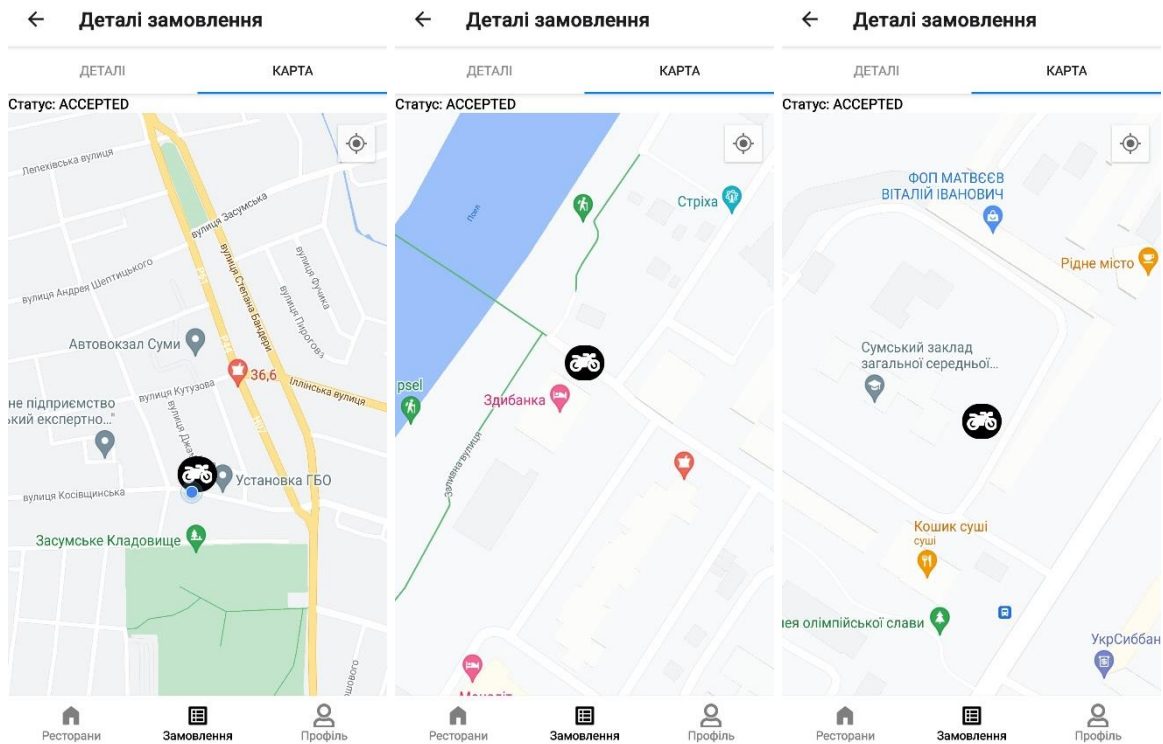 Деталі замовлення
ДЕТАЛІ
КАРТА
Статус: ACCEPTED
Лепехівська вулиця
вулиця Засумська
вулиця Андрея Шептицького
вулиця Степана Бандери
вулиця Фучика
вулиця Пирогова
Автовокзал Суми
36,6
вулиця Кутузова
Іллінська вулиця
не підприємство
ький експертно..."
Установка ГБО
вулиця Косівщинська
Засумське Кладовище
Ресторани
Замовлення
Профіль
Деталі замовлення
ДЕТАЛІ
КАРТА
Статус: ACCEPTED
Стріха
psel
Здибанка
Заливна вулиця
Ресторани
Замовлення
Профіль
Деталі замовлення
ДЕТАЛІ
КАРТА
Статус: ACCEPTED
ФОП МАТВЄЄВ
ВІТАЛІЙ ІВАНОВИЧ
Рідне місто
Сумський заклад
загальної середньої...
Кошик суші
суші
лея олімпійської слави
УкрСиббан
Ресторани
Замовлення
Профіль